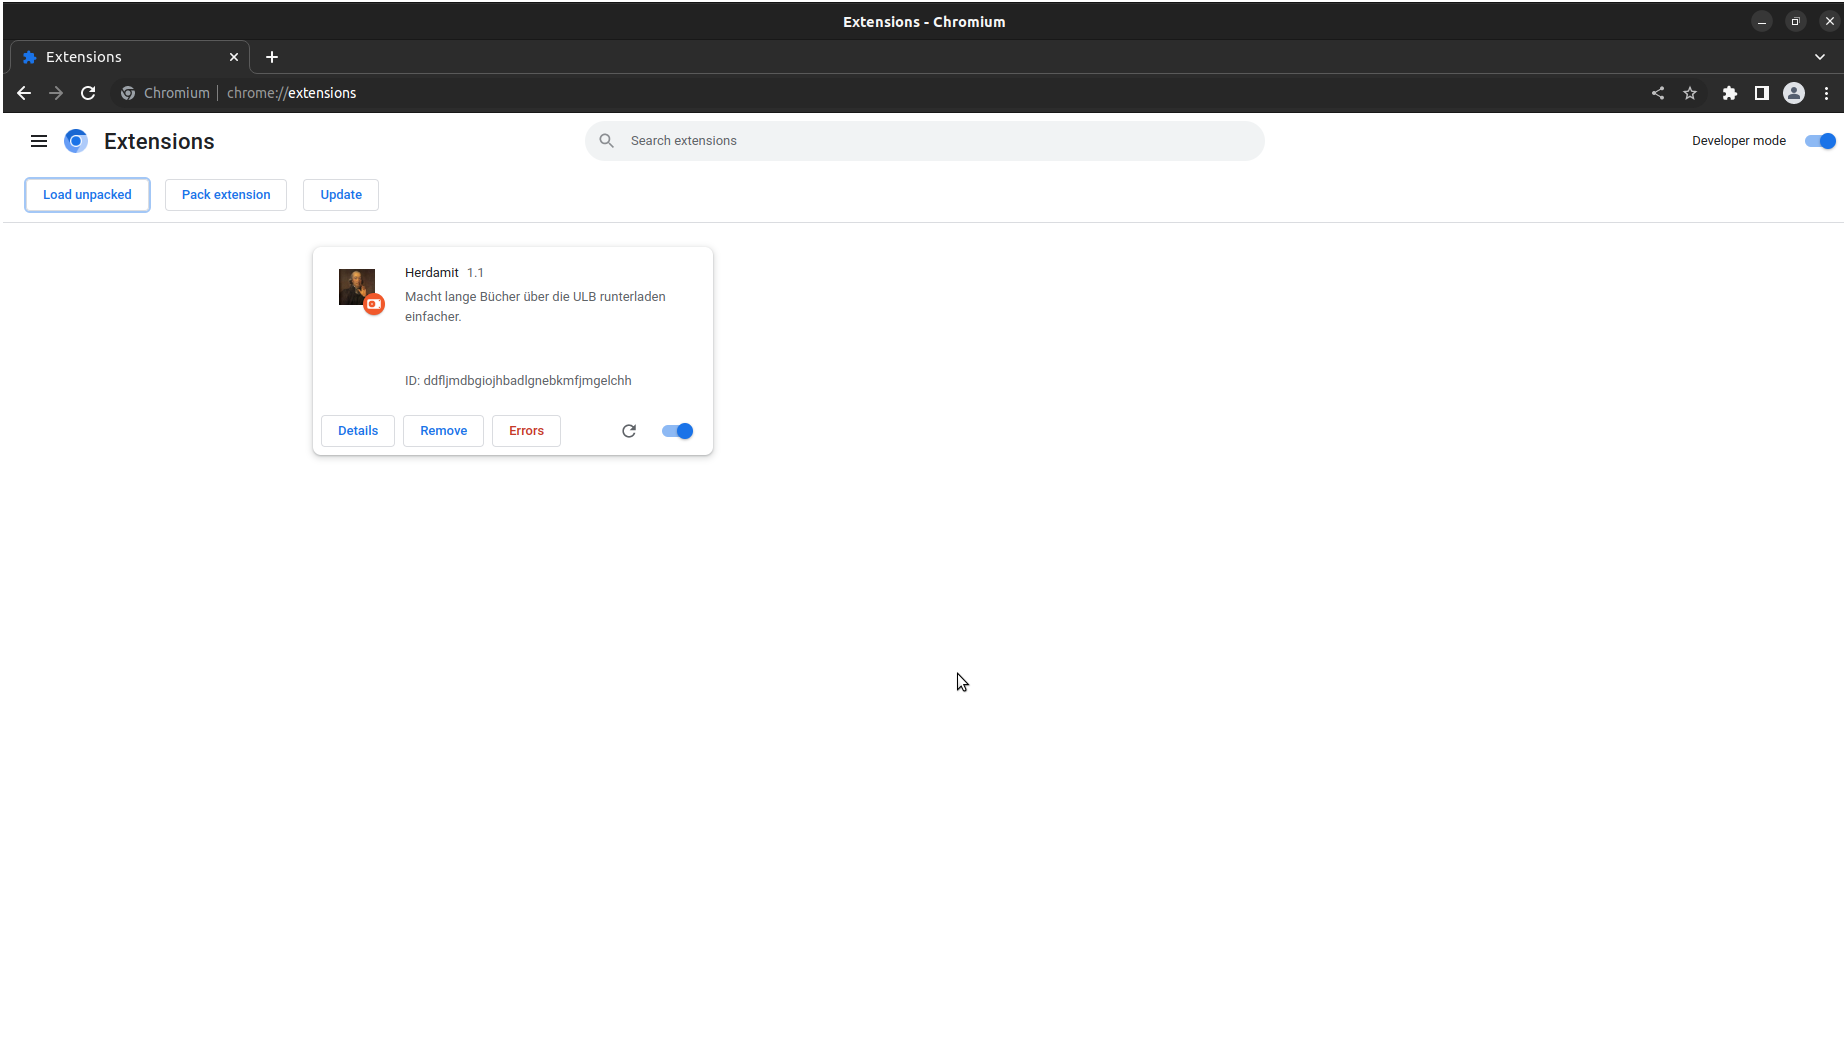 Extensions - Chromium
Extensions
Chromium | chrome://extensions
Extensions
Search extensions
Developer mode
Load unpacked
Pack extension
Update
Herdamit 1.1
Macht lange Bücher über die ULB runterladen
einfacher.
ID: ddfljmdbgiojhbadlgnebkmfjmgelchh
Details
Remove
Errors